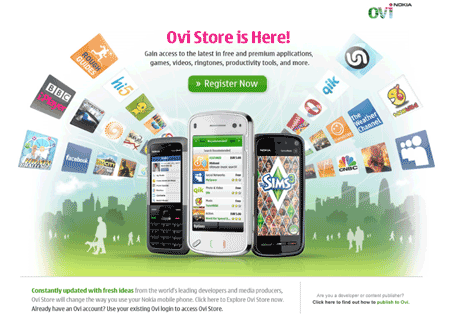 ovi NOKIA
Ovi Store is Here!
Gain access to the latest in free and premium applications,
games, videos, ringtones, productivity tools, and more.
» Register Now
ROUGH GUIDES
hi5
BBC
qik
The Weather Channel
facebook
CNBC
NOKIA
NOKIA
THE SIMS 3
Options
Constantly updated with fresh ideas from the world's leading developers and media producers,
Ovi Store will change the way you use your Nokia mobile phone. Click here to Explore Ovi Store now.
Already have an Ovi account? Use your existing Ovi login to access Ovi Store.
Are you a developer or content publisher?
Click here to find out how to publish to Ovi.